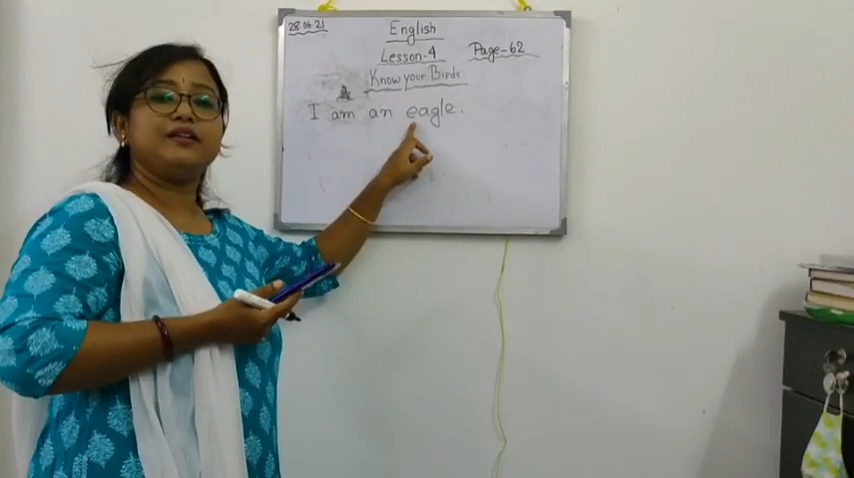 28.06.21
English
Lesson-4
Page-62
Know your Birds
I am an eagle.